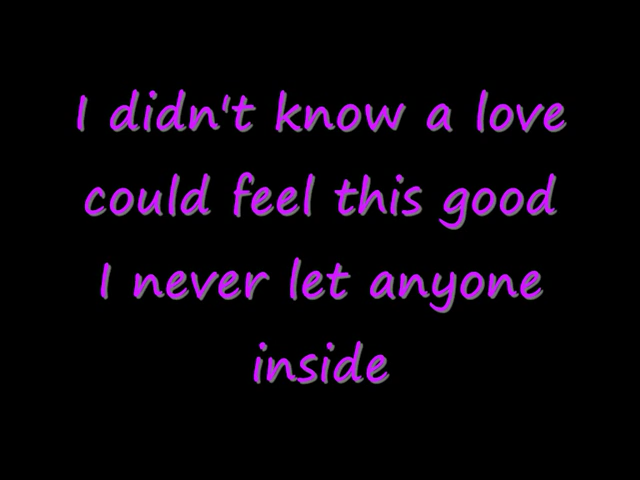 I didn't know a love
could feel this good
I never let anyone
inside